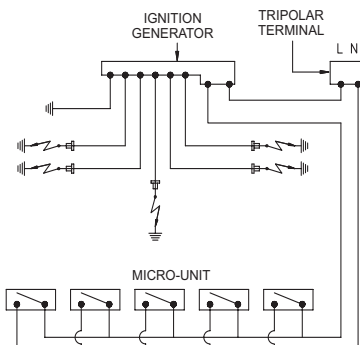 IGNITION
GENERATOR
TRIPOLAR
TERMINAL
L N
MICRO-UNIT